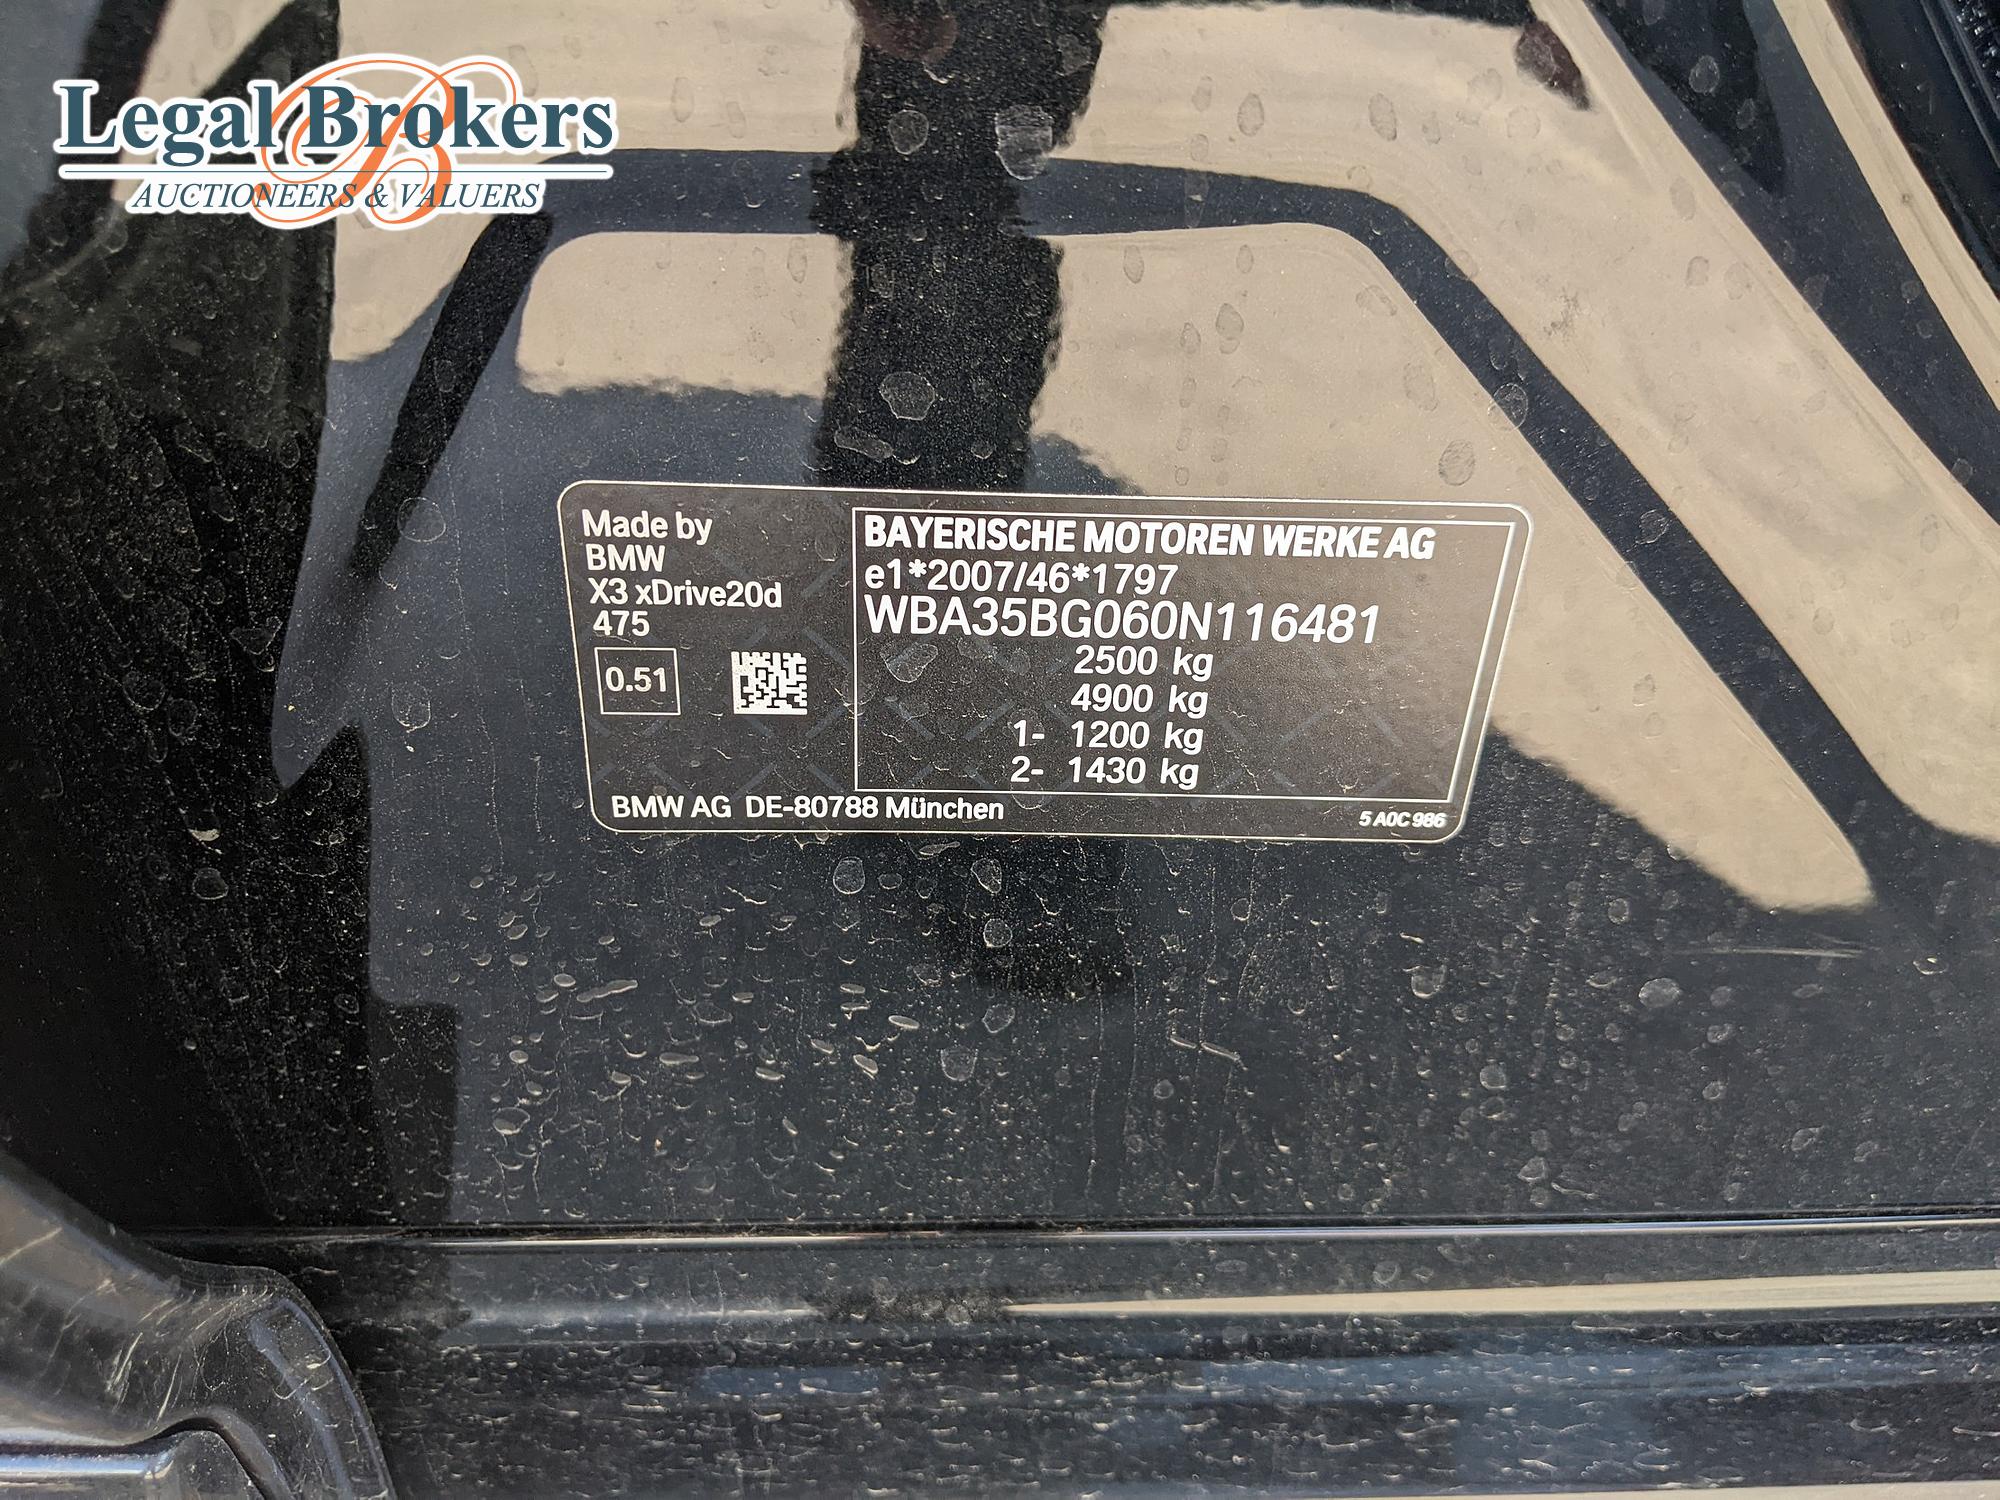 Legal Brokers
AUCTIONEERS & VALUERS
Made by
BMW
X3 xDrive20d
475
0.51
BAYERISCHE MOTOREN WERKE AG
e1*2007/46*1797
WBA35BG060N116481
2500 kg
4900 kg
1- 1200 kg
2- 1430 kg
BMW AG DE-80788 München
5 A0C 986